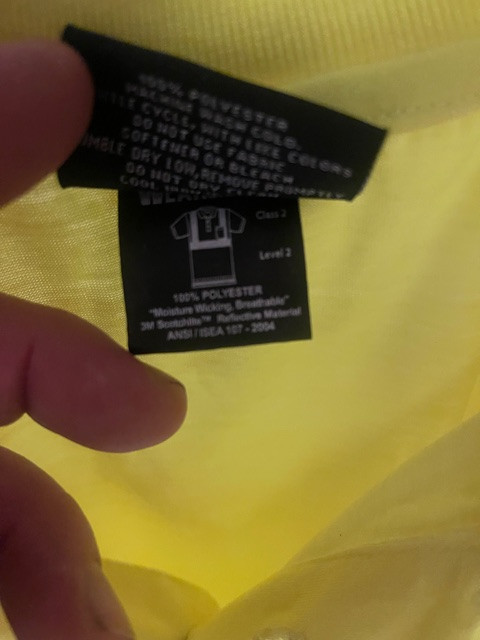 100% POLYESTER
MACHINE WASH COLD,
CYCLE, WITH LIKE COLORS
DO NOT USE FABRIC
SOFTENER OR BLEACH
UMBLE DRY LOW, REMOVE PROMPTLY
DO NOT DRY CLEAN
COOL
Class 2
Level 2
100% POLYESTER
"Moisture Wicking, Breathable"
3M Scotchlite™ Reflective Material
ANSI / ISEA 107 - 2004